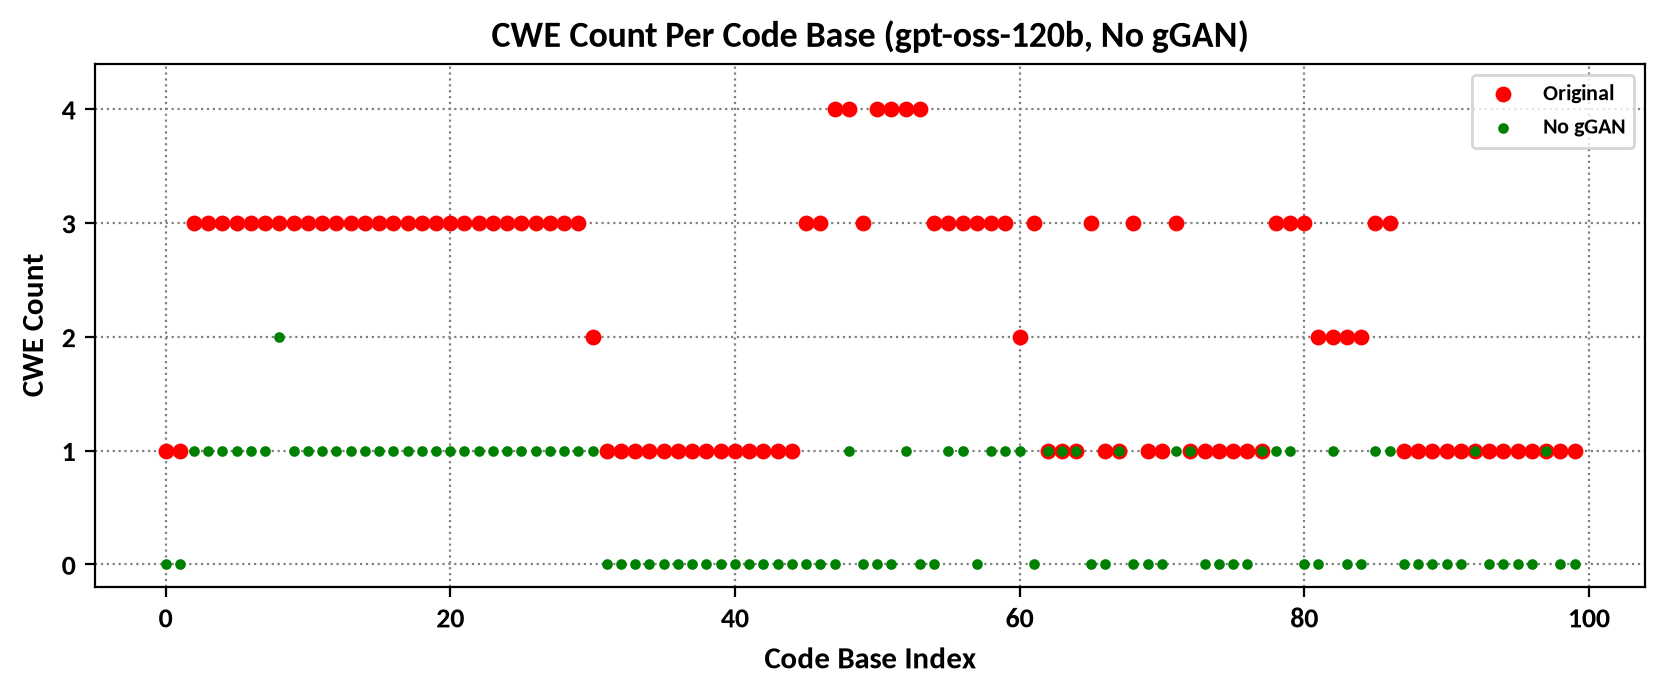 CWE Count Per Code Base (gpt-oss-120b, No gGAN)
Original
No gGAN
CWE Count
4
3
2
1
0
0 20 40 60 80 100
Code Base Index